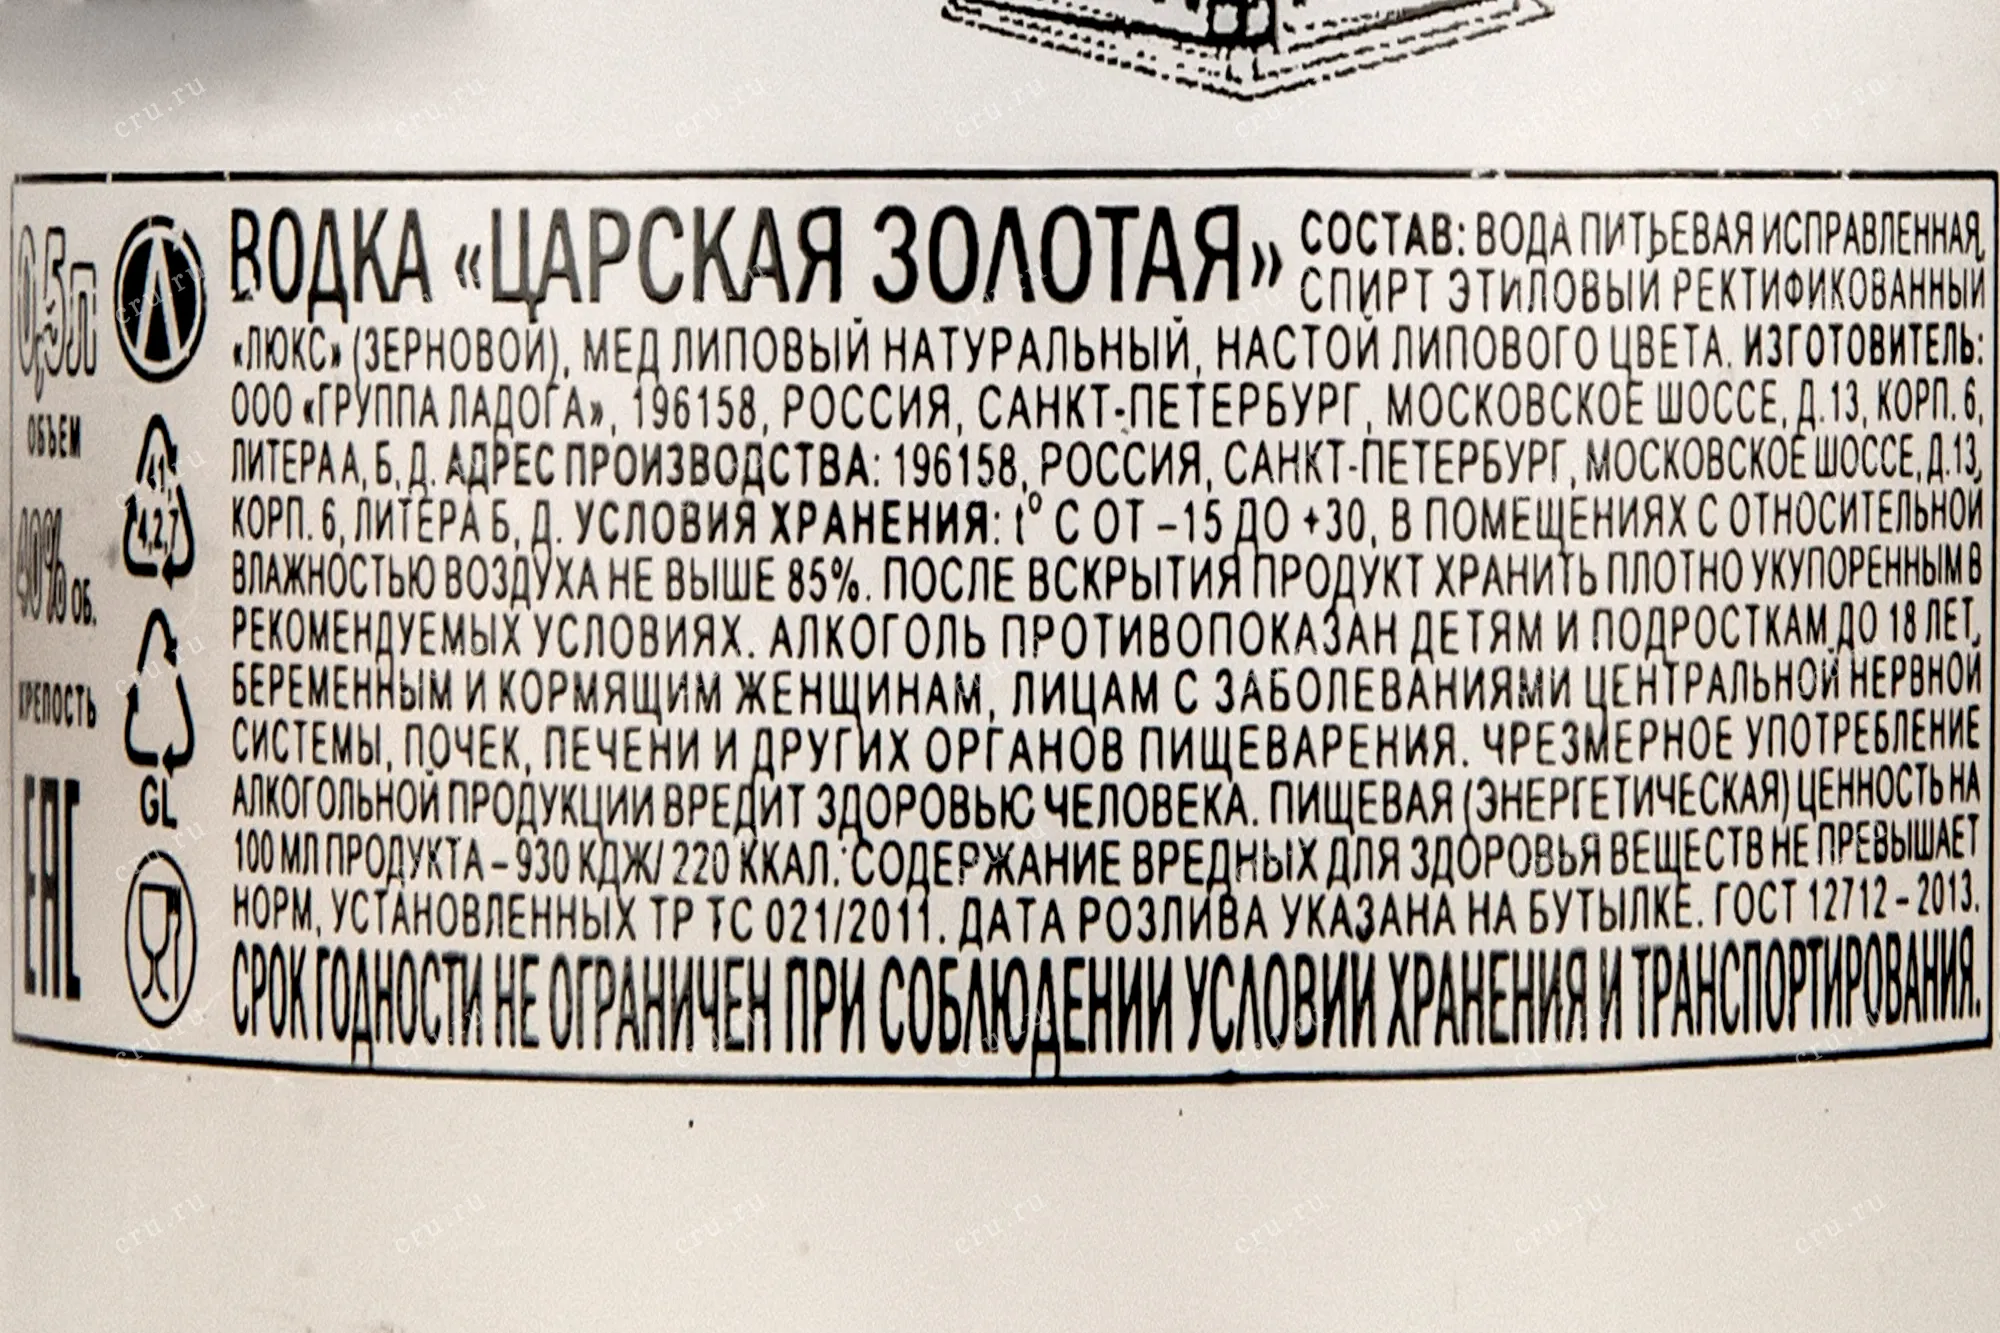 0,5л
ОБЪЕМ
40% ОБ.
КРЕПОСТЬ
ЕАС
41,
4,2,7
GL
ВОДКА «ЦАРСКАЯ ЗОЛОТАЯ» СОСТАВ: ВОДА ПИТЬЕВАЯ ИСПРАВЛЕННАЯ,
СПИРТ ЭТИЛОВЫЙ РЕКТИФИКОВАННЫЙ
«ЛЮКС» (ЗЕРНОВОЙ), МЕД ЛИПОВЫЙ НАТУРАЛЬНЫЙ, НАСТОЙ ЛИПОВОГО ЦВЕТА. ИЗГОТОВИТЕЛЬ:
ООО «ГРУППА ЛАДОГА», 196158, РОССИЯ, САНКТ-ПЕТЕРБУРГ, МОСКОВСКОЕ ШОССЕ, Д.13, КОРП. 6,
ЛИТЕРА А, Б, Д. АДРЕС ПРОИЗВОДСТВА: 196158, РОССИЯ, САНКТ-ПЕТЕРБУРГ, МОСКОВСКОЕ ШОССЕ, Д.13,
КОРП. 6, ЛИТЕРА Б, Д. УСЛОВИЯ ХРАНЕНИЯ: t° С ОТ –15 ДО +30, В ПОМЕЩЕНИЯХ С ОТНОСИТЕЛЬНОЙ
ВЛАЖНОСТЬЮ ВОЗДУХА НЕ ВЫШЕ 85%. ПОСЛЕ ВСКРЫТИЯ ПРОДУКТ ХРАНИТЬ ПЛОТНО УКУПОРЕННЫМ В
РЕКОМЕНДУЕМЫХ УСЛОВИЯХ. АЛКОГОЛЬ ПРОТИВОПОКАЗАН ДЕТЯМ И ПОДРОСТКАМ ДО 18 ЛЕТ,
БЕРЕМЕННЫМ И КОРМЯЩИМ ЖЕНЩИНАМ, ЛИЦАМ С ЗАБОЛЕВАНИЯМИ ЦЕНТРАЛЬНОЙ НЕРВНОЙ
СИСТЕМЫ, ПОЧЕК, ПЕЧЕНИ И ДРУГИХ ОРГАНОВ ПИЩЕВАРЕНИЯ. ЧРЕЗМЕРНОЕ УПОТРЕБЛЕНИЕ
АЛКОГОЛЬНОЙ ПРОДУКЦИИ ВРЕДИТ ЗДОРОВЬЮ ЧЕЛОВЕКА. ПИЩЕВАЯ (ЭНЕРГЕТИЧЕСКАЯ) ЦЕННОСТЬ НА
100 МЛ ПРОДУКТА – 930 КДЖ/ 220 ККАЛ. СОДЕРЖАНИЕ ВРЕДНЫХ ДЛЯ ЗДОРОВЬЯ ВЕЩЕСТВ НЕ ПРЕВЫШАЕТ
НОРМ, УСТАНОВЛЕННЫХ ТР ТС 021/2011. ДАТА РОЗЛИВА УКАЗАНА НА БУТЫЛКЕ. ГОСТ 12712 – 2013.
СРОК ГОДНОСТИ НЕ ОГРАНИЧЕН ПРИ СОБЛЮДЕНИИ УСЛОВИЙ ХРАНЕНИЯ И ТРАНСПОРТИРОВАНИЯ.